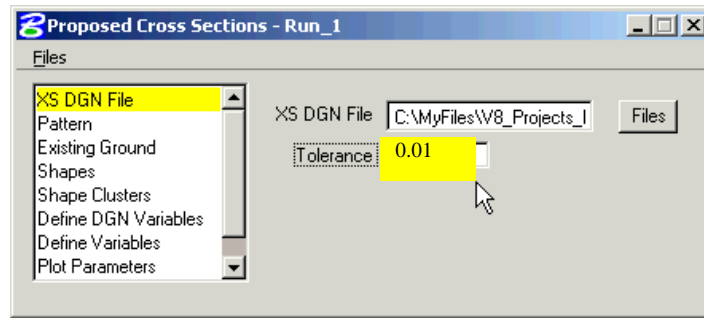 Proposed Cross Sections - Run_1
Files
XS DGN File
Pattern
Existing Ground
Shapes
Shape Clusters
Define DGN Variables
Define Variables
Plot Parameters
XS DGN File C:\MyFiles\V8_Projects_I Files
Tolerance 0.01